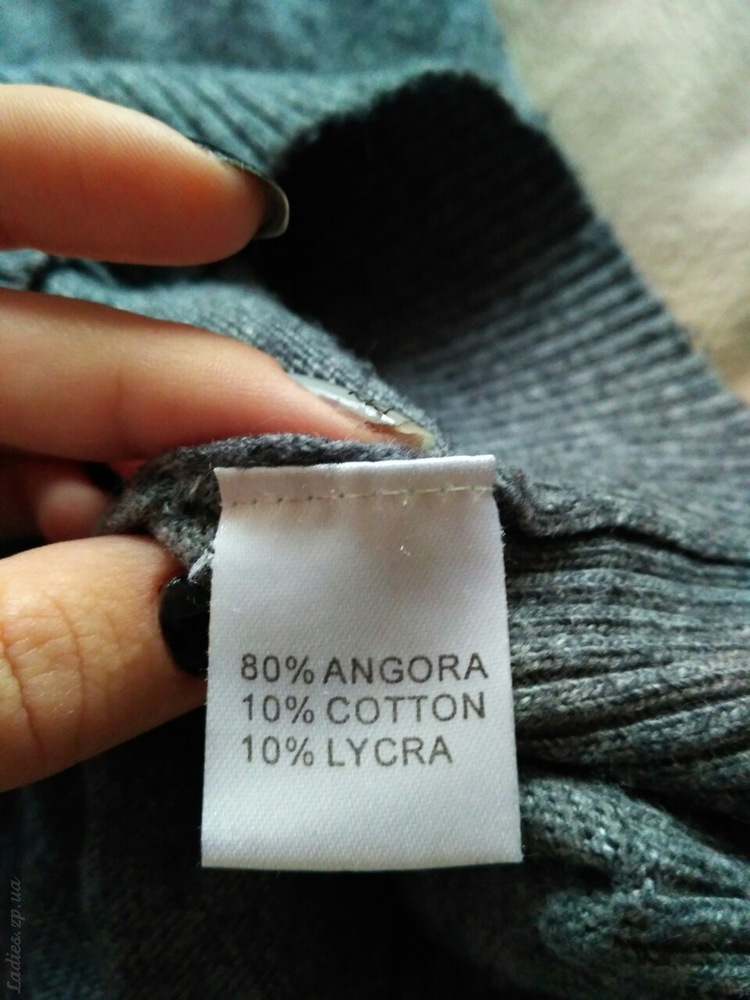 80% ANGORA
10% COTTON
10% LYCRA
Ladies.zp.ua